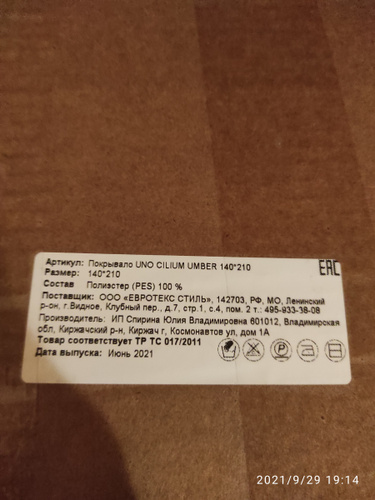 Артикул: Покрывало UNO CILIUM UMBER 140*210
EAC
Размер: 140*210
Состав Полиэстер (PES) 100 %
Поставщик: ООО «ЕВРОТЕКС СТИЛЬ», 142703, РФ, МО, Ленинский
р-он, г.Видное, Клубный пер., д.7, стр.1, с.4, пом. 2 т.: 495-933-38-08
Производитель: ИП Спирина Юлия Владимировна 601012, Владимирская
обл, Киржачский р-н, Киржач г, Космонавтов ул, дом 1А
Товар соответствует ТР ТС 017/2011
Дата выпуска: Июнь 2021
2021/9/29 19:14